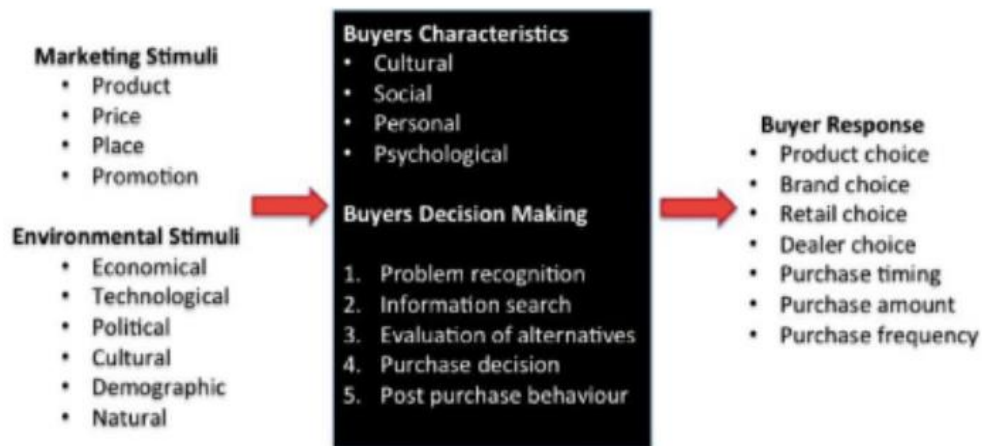 Marketing Stimuli
• Product
• Price
• Place
• Promotion
Environmental Stimuli
• Economical
• Technological
• Political
• Cultural
• Demographic
• Natural
Buyers Characteristics
• Cultural
• Social
• Personal
• Psychological
Buyers Decision Making
1. Problem recognition
2. Information search
3. Evaluation of alternatives
4. Purchase decision
5. Post purchase behaviour
Buyer Response
• Product choice
• Brand choice
• Retail choice
• Dealer choice
• Purchase timing
• Purchase amount
• Purchase frequency